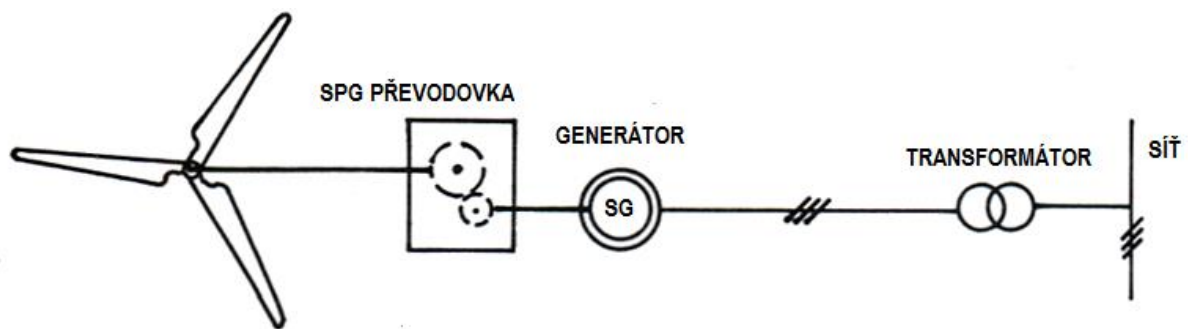 SPG PŘEVODOVKA
GENERÁTOR
SG
TRANSFORMÁTOR
SÍŤ